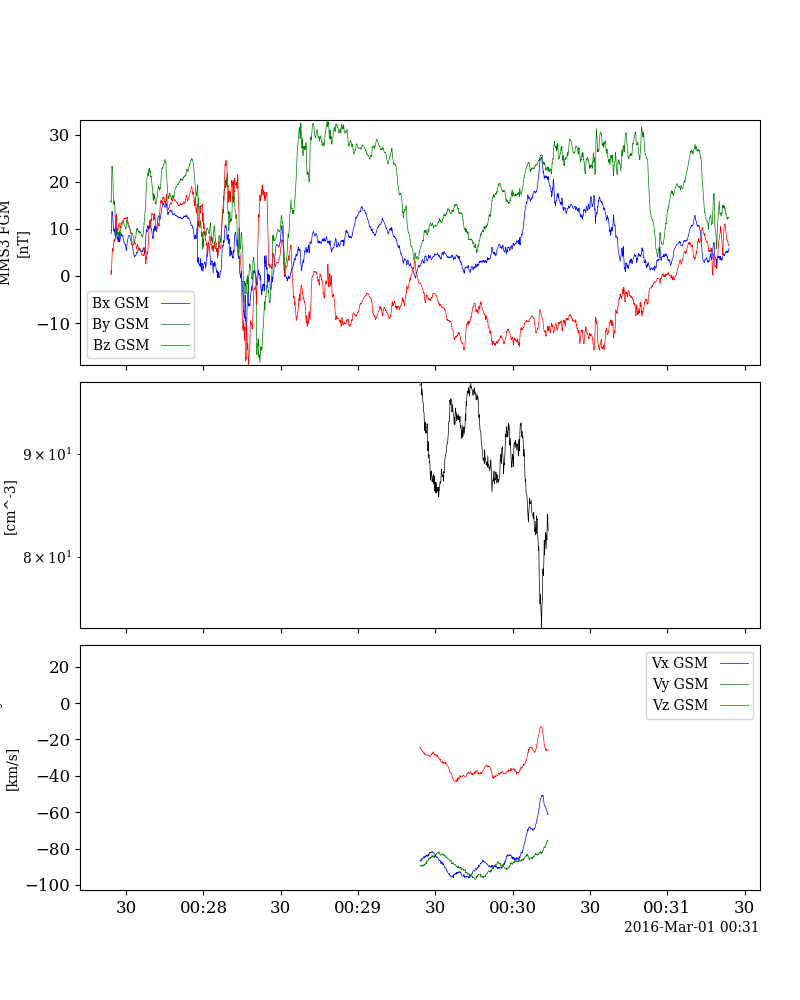 30
20
10
0
−10
MMS3 FGM
[nT]
Bx GSM
By GSM
Bz GSM
9 × 10¹
8 × 10¹
[cm^-3]
20
0
−20
−40
−60
−80
−100
[km/s]
Vx GSM
Vy GSM
Vz GSM
30 00:28 30 00:29 30 00:30 30 00:31 30
2016-Mar-01 00:31